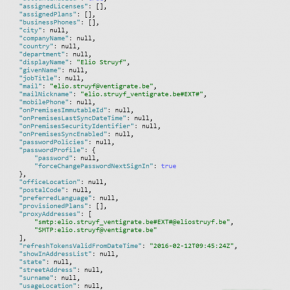 "assignedLicenses": [],
"assignedPlans": [],
"businessPhones": [],
"city": null,
"companyName": null,
"country": null,
"department": null,
"displayName": "Elio Struyf",
"givenName": null,
"jobTitle": null,
"mail": "elio.struyf@ventigrate.be",
"mailNickname": "elio.struyf_ventigrate.be#EXT#",
"mobilePhone": null,
"onPremisesImmutableId": null,
"onPremisesLastSyncDateTime": null,
"onPremisesSecurityIdentifier": null,
"onPremisesSyncEnabled": null,
"passwordPolicies": null,
"passwordProfile": {
"password": null,
"forceChangePasswordNextSignIn": true
},
"officeLocation": null,
"postalCode": null,
"preferredLanguage": null,
"provisionedPlans": [],
"proxyAddresses": [
"smtp:elio.struyf_ventigrate.be#EXT#@eliostruyf.be",
"SMTP:elio.struyf@ventigrate.be"
],
"refreshTokensValidFromDateTime": "2016-02-12T09:45:24Z",
"showInAddressList": null,
"state": null,
"streetAddress": null,
"surname": null,
"usageLocation": null,